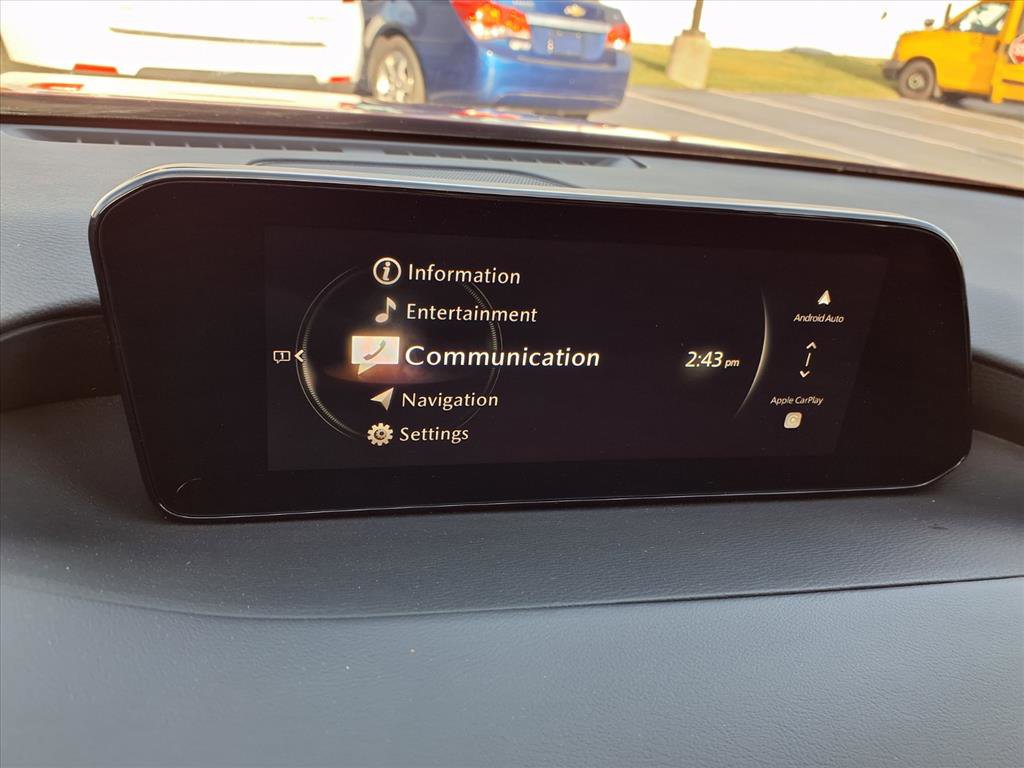 Information
Entertainment
Communication
Navigation
Settings
2:43 pm
Android Auto
Apple CarPlay